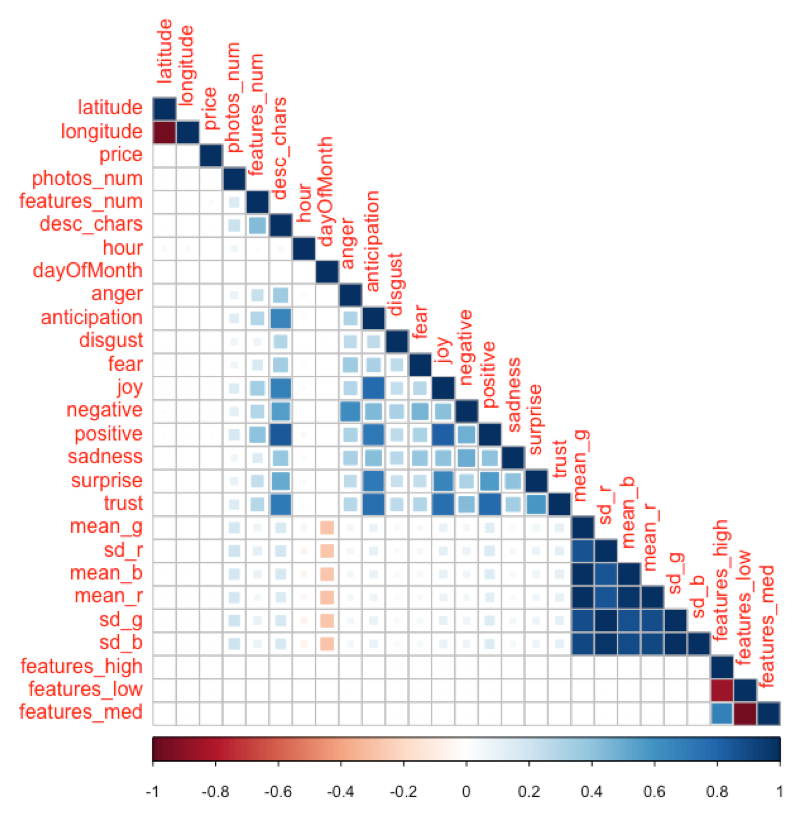 latitude
longitude
price
photos_num
features_num
desc_chars
hour
dayOfMonth
anger
anticipation
disgust
fear
joy
negative
positive
sadness
surprise
trust
mean_g
sd_r
mean_b
mean_r
sd_g
sd_b
features_high
features_low
features_med
latitude
longitude
price
photos_num
features_num
desc_chars
hour
dayOfMonth
anger
anticipation
disgust
fear
joy
negative
positive
sadness
surprise
trust
mean_g
sd_r
mean_b
mean_r
sd_g
sd_b
features_high
features_low
features_med
-1 -0.8 -0.6 -0.4 -0.2 0 0.2 0.4 0.6 0.8 1